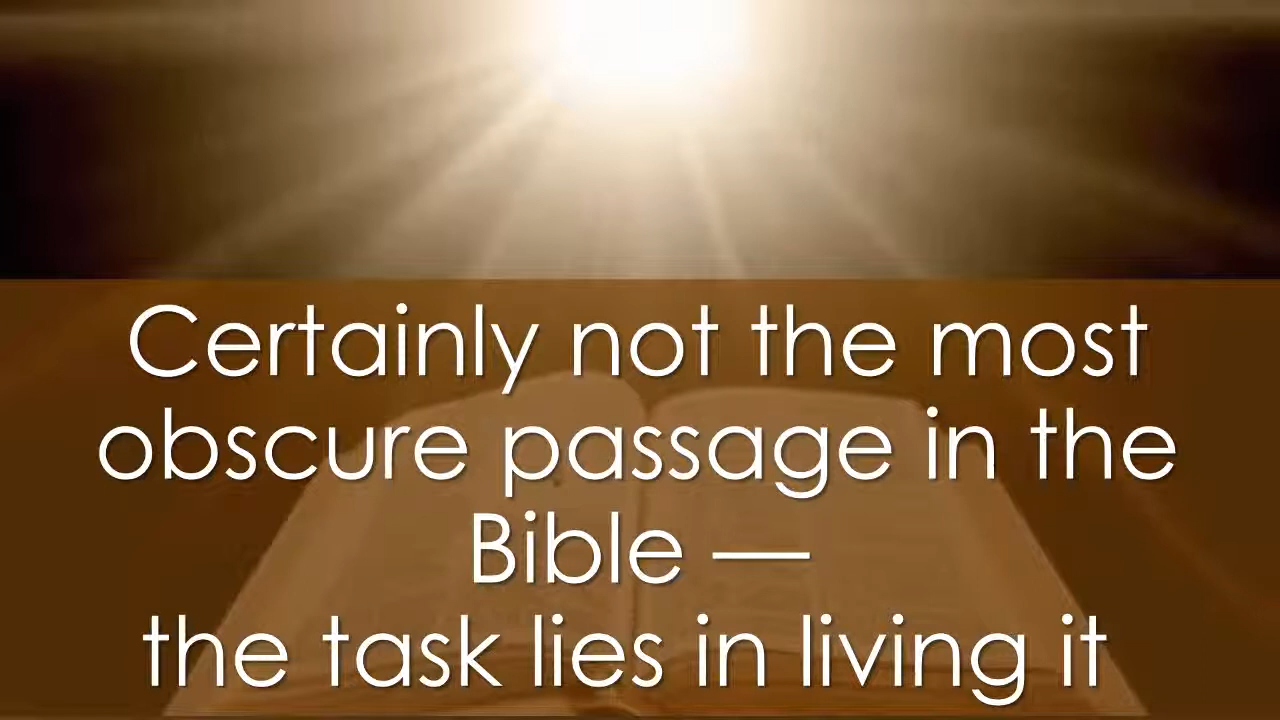 Certainly not the most
obscure passage in the
Bible —
the task lies in living it